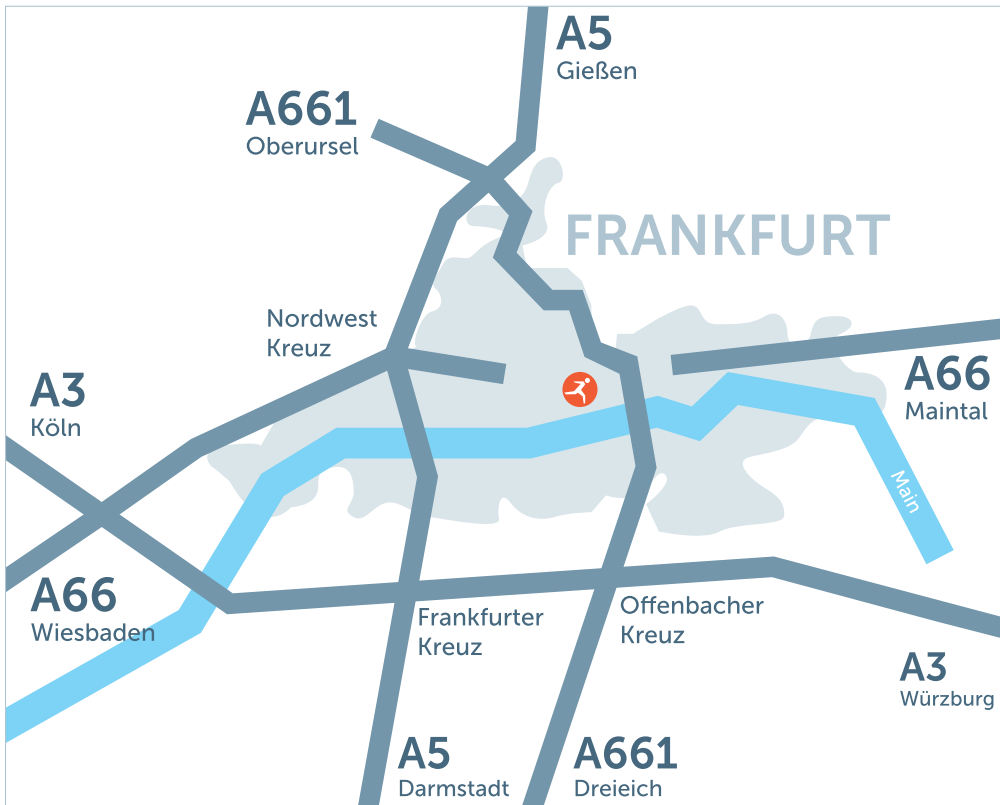 A5
Gießen
A661
Oberursel
FRANKFURT
Nordwest
Kreuz
A3
Köln
A66
Maintal
Main
A66
Wiesbaden
Frankfurter
Kreuz
Offenbacher
Kreuz
A3
Würzburg
A5
Darmstadt
A661
Dreieich